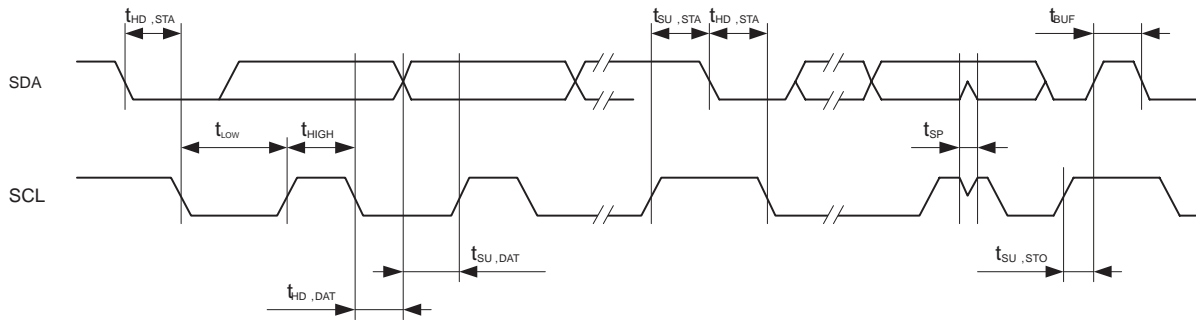 tHD ,STA
tSU ,STA
tHD ,STA
tBUF
SDA
tLOW
tHIGH
tSP
SCL
tSU ,DAT
tSU ,STO
tHD ,DAT